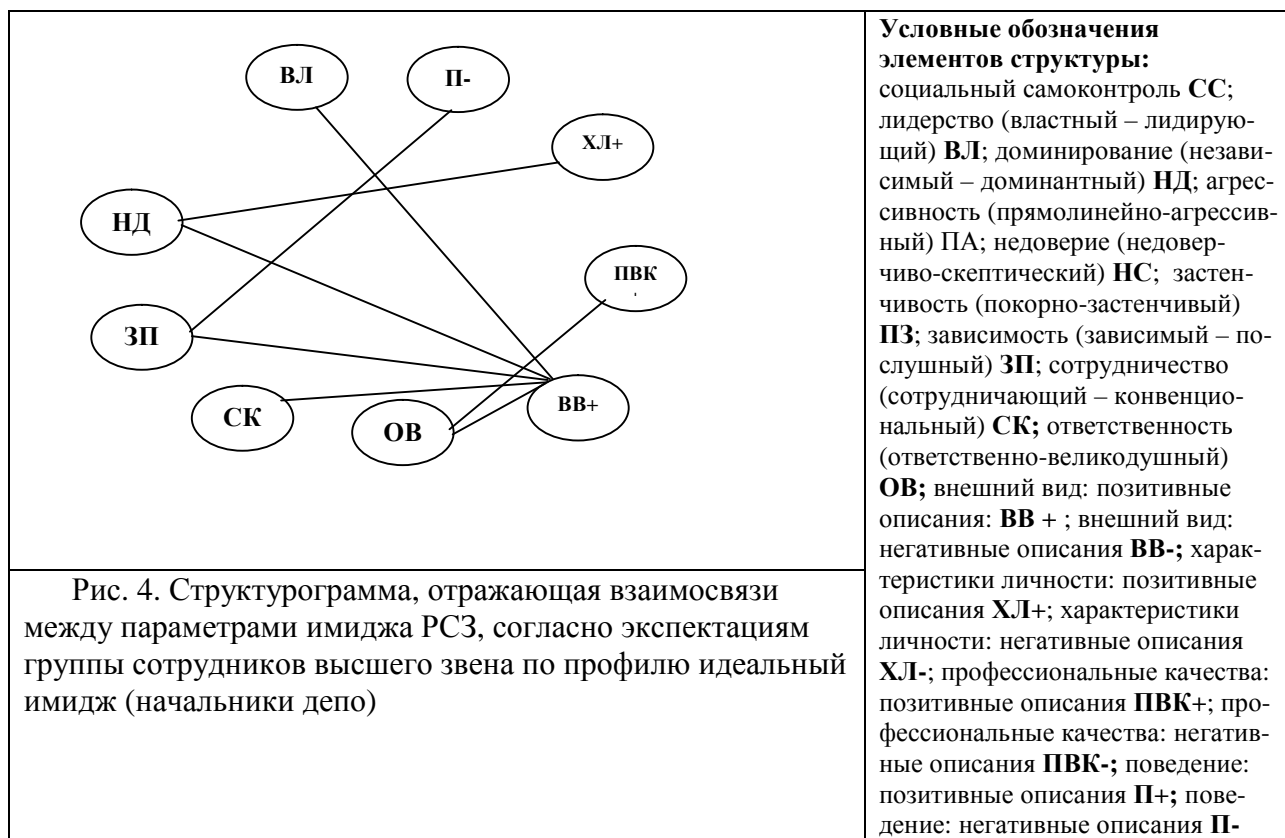 ВЛ
П-
ХЛ+
НД
ПВК
ЗП
ВВ+
СК
ОВ
Рис. 4. Структурограмма, отражающая взаимосвязи
между параметрами имиджа РСЗ, согласно экспектациям
группы сотрудников высшего звена по профилю идеальный
имидж (начальники депо)
Условные обозначения
элементов структуры:
социальный самоконтроль СС;
лидерство (властный – лидирую-
щий) ВЛ; доминирование (незави-
симый – доминантный) НД; агрес-
сивность (прямолинейно-агрессив-
ный) ПА; недоверие (недовер-
чиво-скептический) НС; застен-
чивость (покорно-застенчивый)
ПЗ; зависимость (зависимый – по-
слушный) ЗП; сотрудничество
(сотрудничающий – конвенцио-
нальный) СК; ответственность
(ответственно-великодушный)
ОВ; внешний вид: позитивные
описания: ВВ + ; внешний вид:
негативные описания ВВ-; харак-
теристики личности: позитивные
описания ХЛ+; характеристики
личности: негативные описания
ХЛ-; профессиональные качества:
позитивные описания ПВК+; про-
фессиональные качества: негатив-
ные описания ПВК-; поведение:
позитивные описания П+; пове-
дение: негативные описания П-